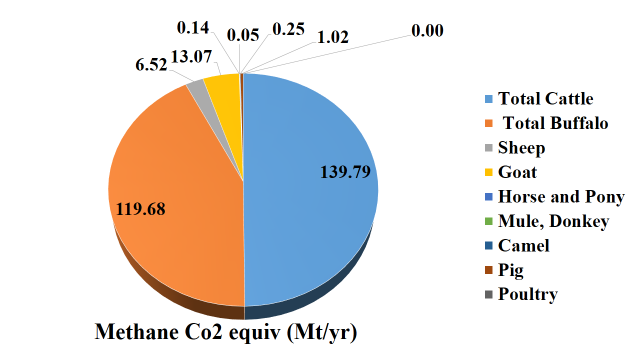 0.14
0.05
0.25
1.02
0.00
6.52
13.07
139.79
119.68
Total Cattle
Total Buffalo
Sheep
Goat
Horse and Pony
Mule, Donkey
Camel
Pig
Poultry
Methane Co2 equiv (Mt/yr)